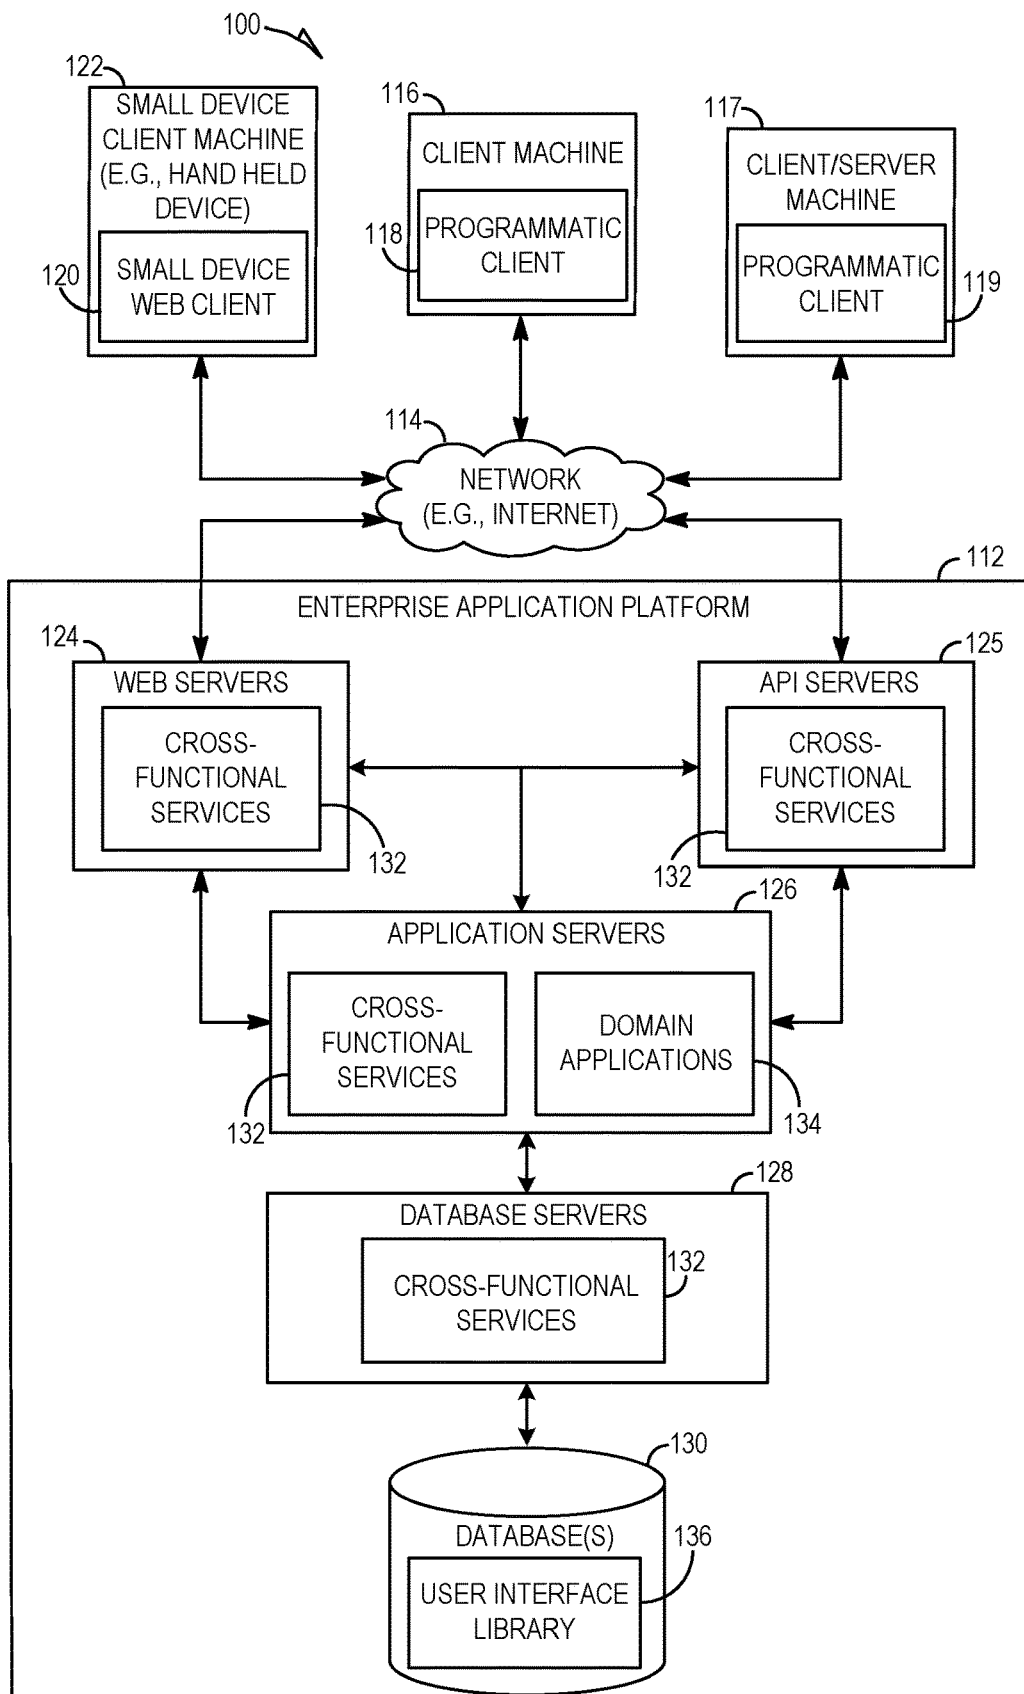 100
122
SMALL DEVICE
CLIENT MACHINE
(E.G., HAND HELD
DEVICE)
120
SMALL DEVICE
WEB CLIENT
116
CLIENT MACHINE
118
PROGRAMMATIC
CLIENT
117
CLIENT/SERVER
MACHINE
PROGRAMMATIC
CLIENT
119
114
NETWORK
(E.G., INTERNET)
112
ENTERPRISE APPLICATION PLATFORM
124
WEB SERVERS
CROSS-
FUNCTIONAL
SERVICES
132
125
API SERVERS
CROSS-
FUNCTIONAL
SERVICES
132
126
APPLICATION SERVERS
CROSS-
FUNCTIONAL
SERVICES
132
DOMAIN
APPLICATIONS
134
128
DATABASE SERVERS
CROSS-FUNCTIONAL
SERVICES
132
130
DATABASE(S)
136
USER INTERFACE
LIBRARY